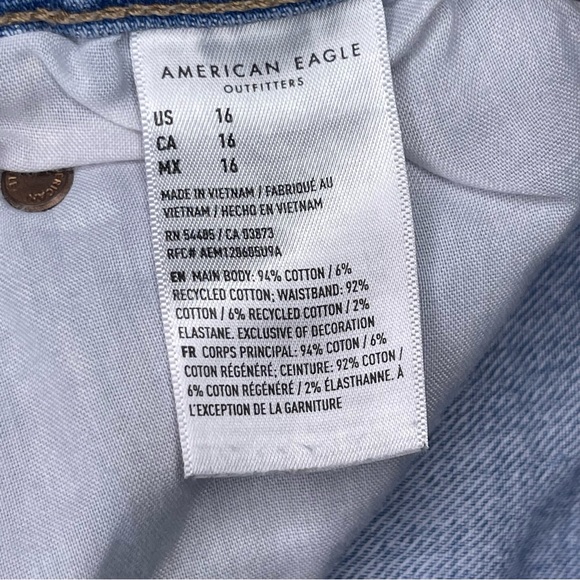 AMERICAN EAGLE
OUTFITTERS
US 16
CA 16
MX 16
MADE IN VIETNAM / FABRIQUÉ AU
VIETNAM / HECHO EN VIETNAM
RN 54485 / CA 03873
RFC# AEM120605U9A
EN MAIN BODY: 94% COTTON / 6%
RECYCLED COTTON; WAISTBAND: 92%
COTTON / 6% RECYCLED COTTON / 2%
ELASTANE. EXCLUSIVE OF DECORATION
FR CORPS PRINCIPAL: 94% COTON / 6%
COTON RÉGÉNÉRÉ; CEINTURE: 92% COTON /
6% COTON RÉGÉNÉRÉ / 2% ÉLASTHANNE. À
L'EXCEPTION DE LA GARNITURE